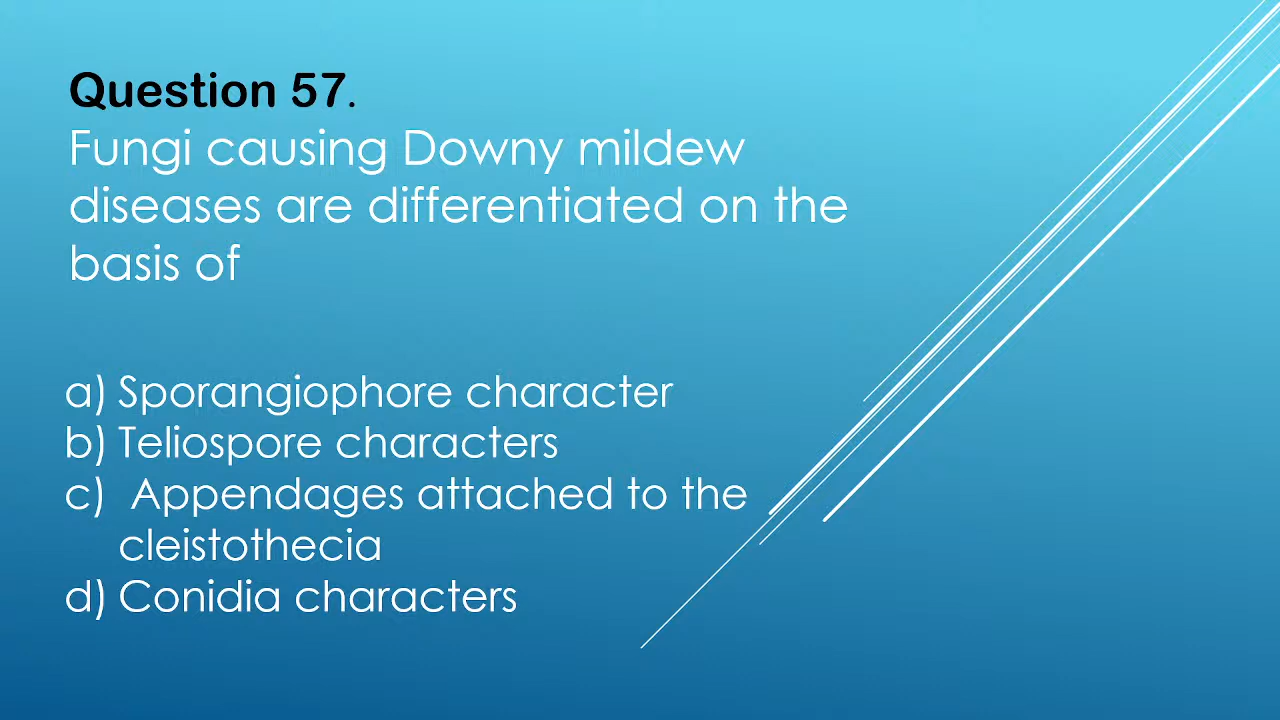 Question 57.
Fungi causing Downy mildew
diseases are differentiated on the
basis of
a) Sporangiophore character
b) Teliospore characters
c) Appendages attached to the
cleistothecia
d) Conidia characters